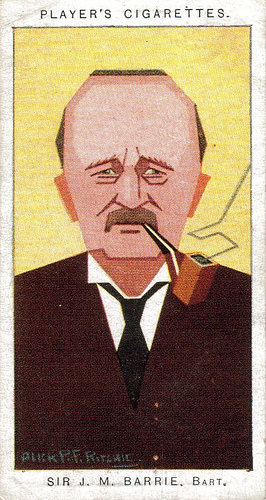 PLAYER'S CIGARETTES.
ALICK P.F. RITCHIE.
SIR J. M. BARRIE, BART.